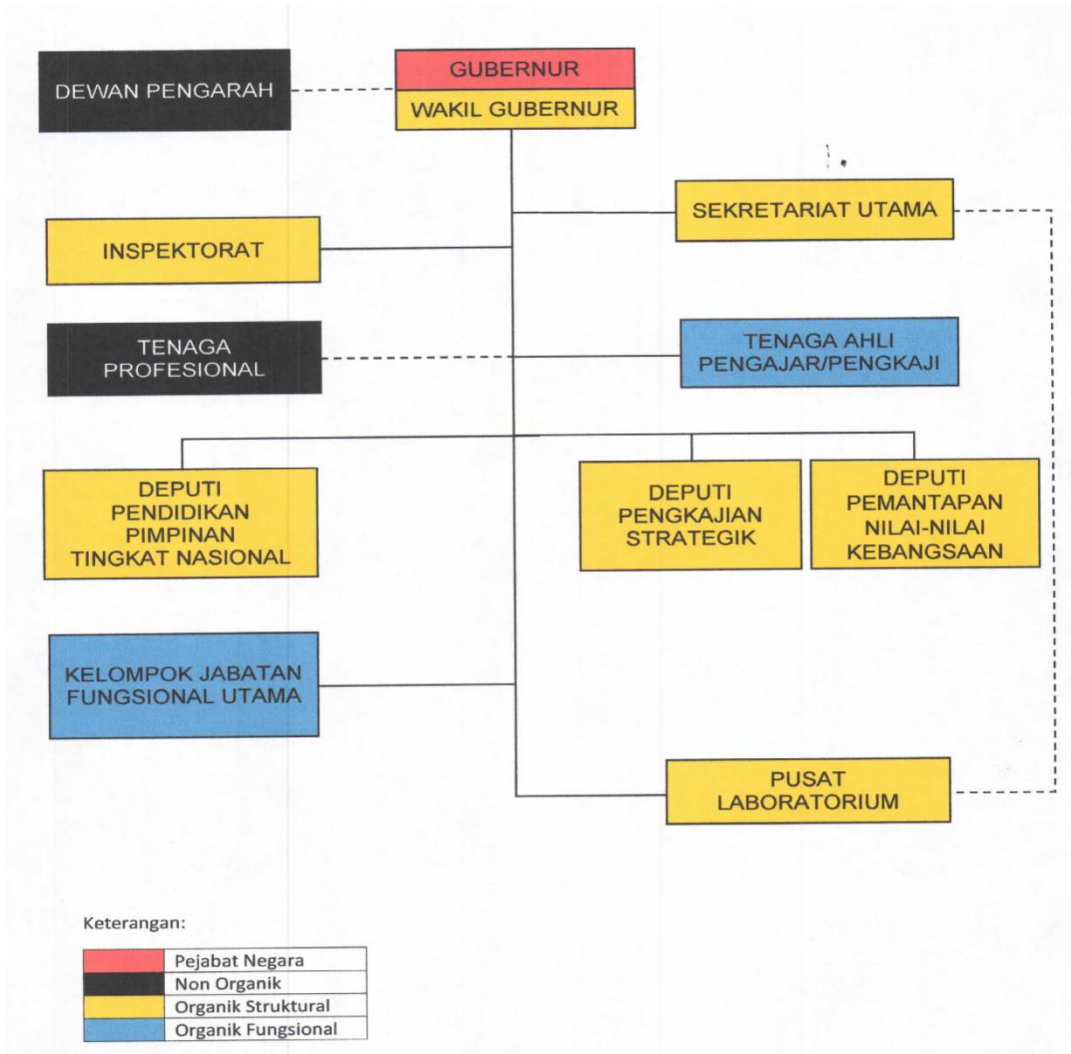 DEWAN PENGARAH
GUBERNUR
WAKIL GUBERNUR
SEKRETARIAT UTAMA
INSPEKTORAT
TENAGA
PROFESIONAL
TENAGA AHLI
PENGAJAR/PENGKAJI
DEPUTI
PENDIDIKAN
PIMPINAN
TINGKAT NASIONAL
DEPUTI
PENGKAJIAN
STRATEGIK
DEPUTI
PEMANTAPAN
NILAI-NILAI
KEBANGSAAN
KELOMPOK JABATAN
FUNGSIONAL UTAMA
PUSAT
LABORATORIUM
Keterangan:
Pejabat Negara
Non Organik
Organik Struktural
Organik Fungsional